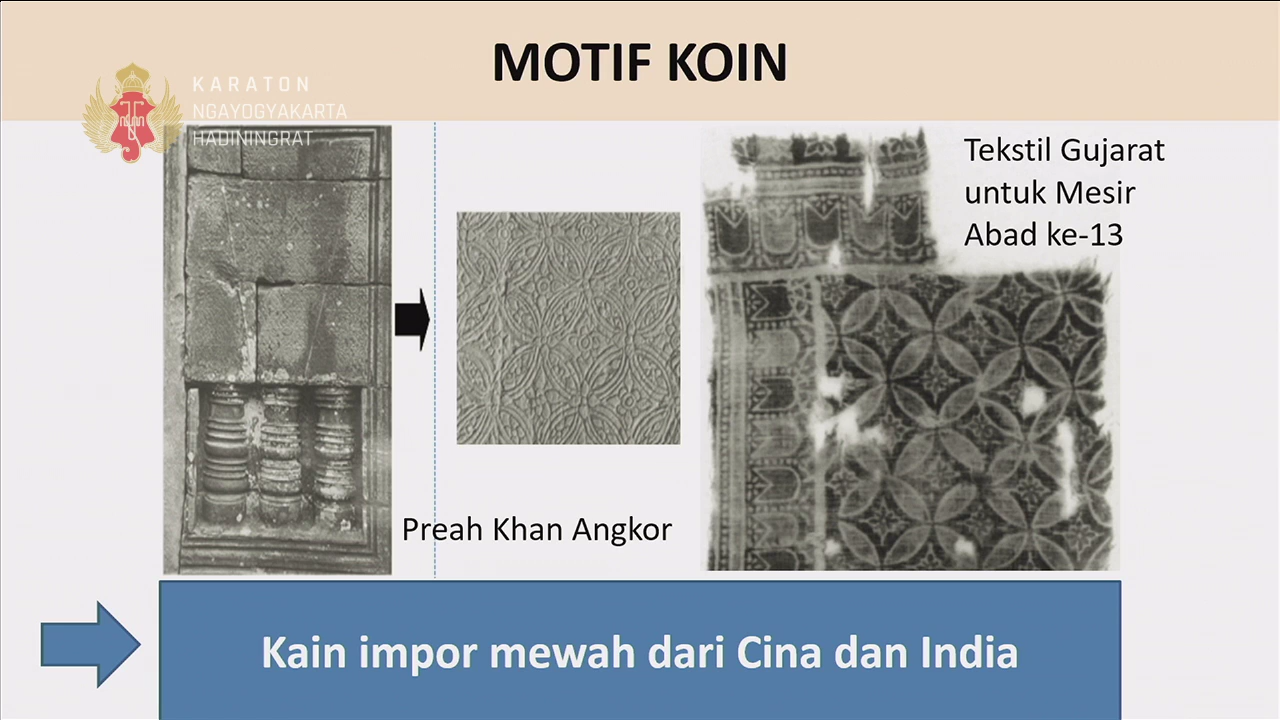 MOTIF KOIN
KARATON
NGAYOGYAKARTA
HADININGRAT
Tekstil Gujarat
untuk Mesir
Abad ke-13
Preah Khan Angkor
Kain impor mewah dari Cina dan India